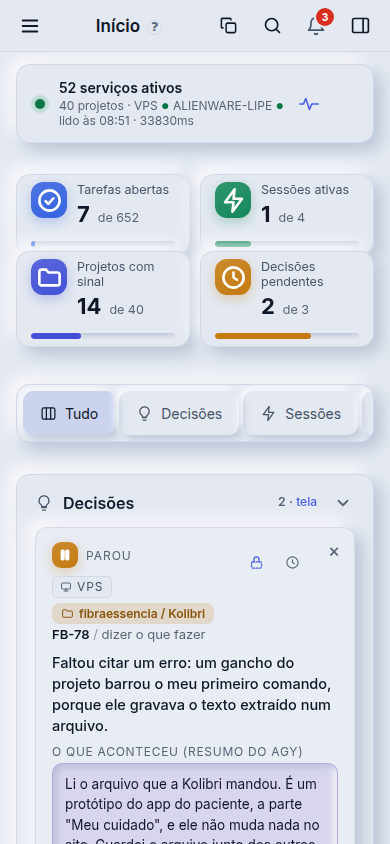 Início ?
3
52 serviços ativos
40 projetos · VPS ● ALIENWARE-LIPE ●
lido às 08:51 · 33830ms
Tarefas abertas
7 de 652
Sessões ativas
1 de 4
Projetos com
sinal
14 de 40
Decisões
pendentes
2 de 3
Tudo
Decisões
Sessões
Decisões
2 · tela
PAROU
×
VPS
fibraessencia / Kolibri
FB-78 / dizer o que fazer
Faltou citar um erro: um gancho do
projeto barrou o meu primeiro comando,
porque ele gravava o texto extraído num
arquivo.
O QUE ACONTECEU (RESUMO DO AGY)
Li o arquivo que a Kolibri mandou. É um
protótipo do app do paciente, a parte
"Meu cuidado", e ele não muda nada no